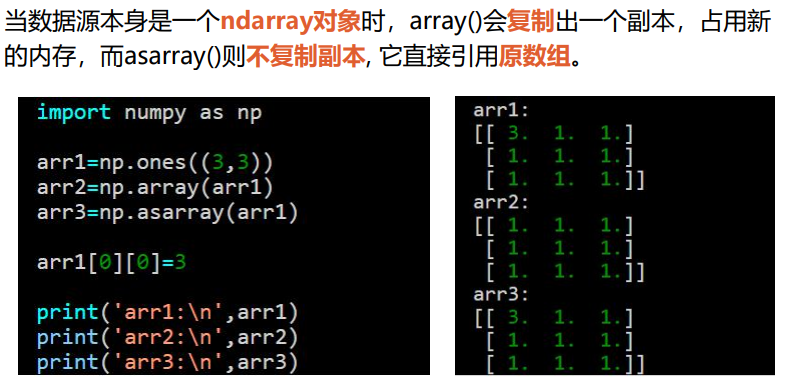 当数据源本身是一个ndarray对象时，array()会复制出一个副本，占用新
的内存，而asarray()则不复制副本, 它直接引用原数组。
import numpy as np
arr1=np.ones((3,3))
arr2=np.array(arr1)
arr3=np.asarray(arr1)
arr1[0][0]=3
print('arr1:\n',arr1)
print('arr2:\n',arr2)
print('arr3:\n',arr3)
arr1:
[[ 3.  1.  1.]
 [ 1.  1.  1.]
 [ 1.  1.  1.]]
arr2:
[[ 1.  1.  1.]
 [ 1.  1.  1.]
 [ 1.  1.  1.]]
arr3:
[[ 3.  1.  1.]
 [ 1.  1.  1.]
 [ 1.  1.  1.]]